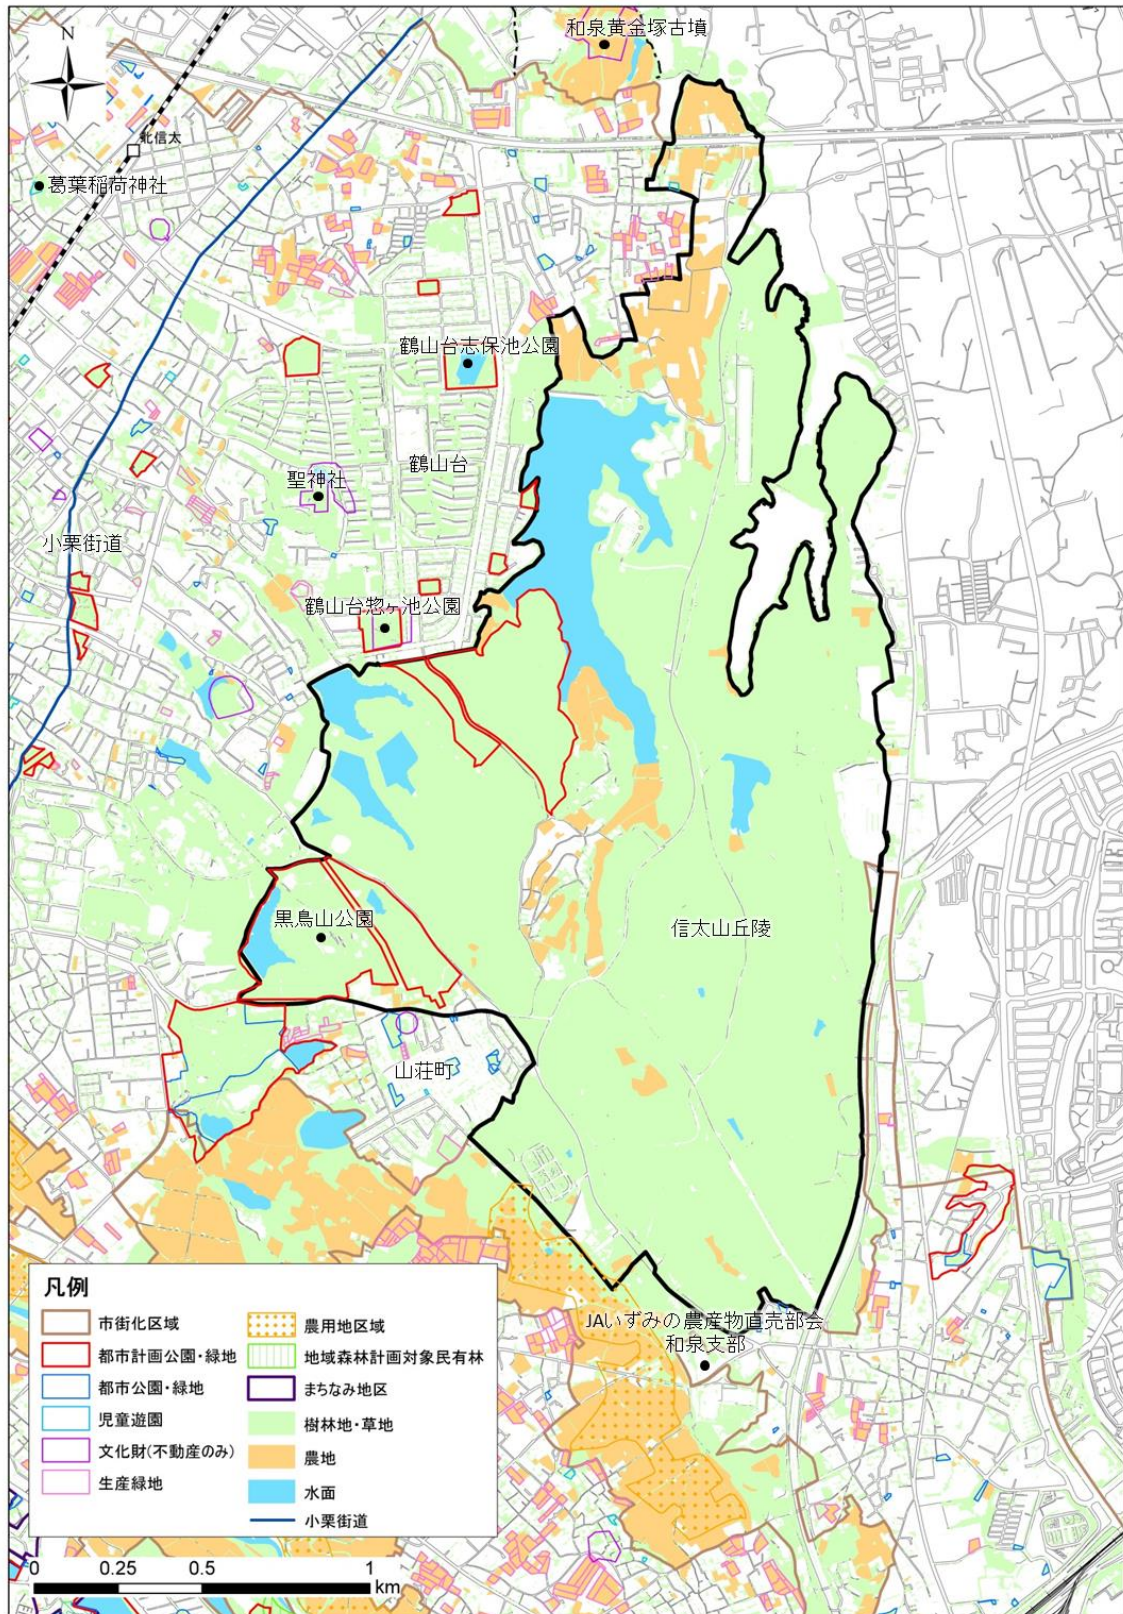 和泉黄金塚古墳
N
北信太
葛葉稲荷神社
鶴山台志保池公園
鶴山台
聖神社
小栗街道
鶴山台惣ヶ池公園
黒鳥山公園
信太山丘陵
山荘町
JAいずみの農産物直売部会
和泉支部
凡例
市街化区域
都市計画公園・緑地
都市公園・緑地
児童遊園
文化財(不動産のみ)
生産緑地
農用地区域
地域森林計画対象民有林
まちなみ地区
樹林地・草地
農地
水面
小栗街道
0 0.25 0.5 1
km